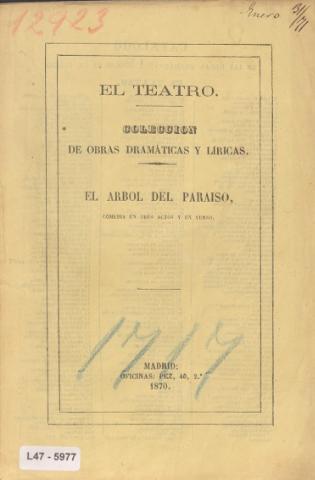 12923
Enero 31/71
EL TEATRO.
COLECCION
DE OBRAS DRAMÁTICAS Y LÍRICAS.
EL ARBOL DEL PARAISO,
COMEDIA EN TRES ACTOS Y EN VERSO.
1717
MADRID:
OFICINAS: PEZ, 40, 2.º
1870.
L47 - 5977